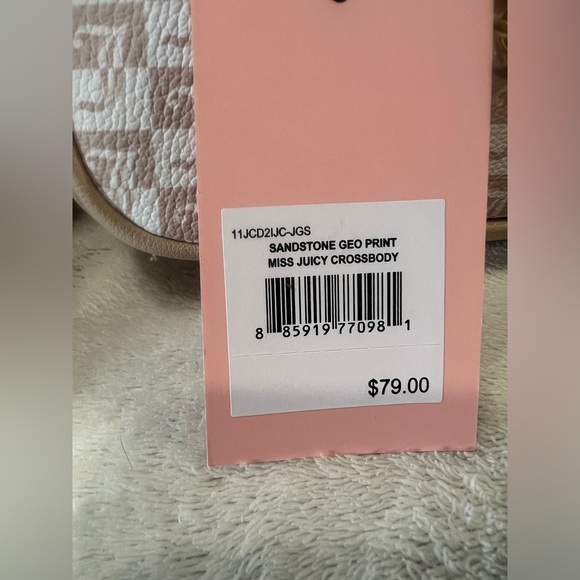 11JCD2IJC-JGS
SANDSTONE GEO PRINT
MISS JUICY CROSSBODY
8 85919 77098 1
$79.00